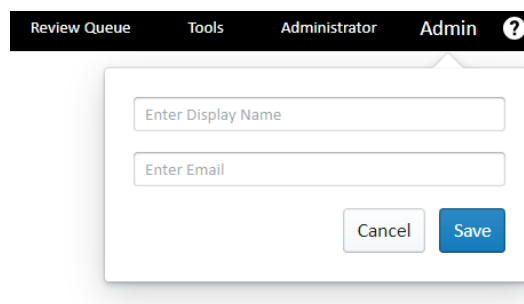 Review Queue Tools Administrator Admin ?
Enter Display Name
Enter Email
Cancel Save